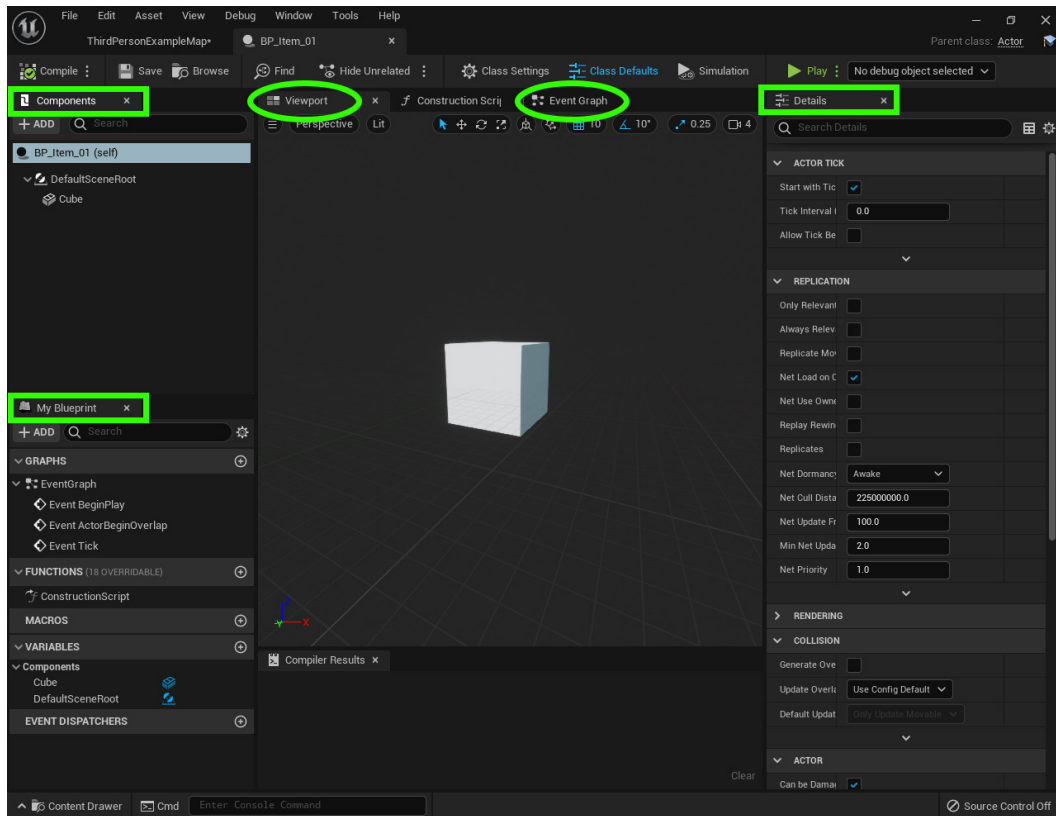 File Edit Asset View Debug Window Tools Help
ThirdPersonExampleMap* BP_Item_01 × Parent class: Actor
Compile Save Browse Find Hide Unrelated Class Settings Class Defaults Simulation Play No debug object selected
Components × Viewport × Construction Scrip Event Graph Details ×
+ ADD Search Perspective Lit 10 10° 0.25 4 Search Details
BP_Item_01 (self)
DefaultSceneRoot
Cube
ACTOR TICK
Start with Tic
Tick Interval ( 0.0
Allow Tick Be
REPLICATION
Only Relevant
Always Relev
Replicate Mov
Net Load on C
Net Use Owne
Replay Rewin
Replicates
Net Dormancy Awake
Net Cull Dista 225000000.0
Net Update Fr 100.0
Min Net Upda 2.0
Net Priority 1.0
RENDERING
COLLISION
Generate Ove
Update Overla Use Config Default
Default Updat Only Update Movable
ACTOR
Can be Damag
My Blueprint ×
+ ADD Search
GRAPHS
EventGraph
Event BeginPlay
Event ActorBeginOverlap
Event Tick
FUNCTIONS (18 OVERRIDABLE)
ConstructionScript
MACROS
VARIABLES
Components
Cube
DefaultSceneRoot
EVENT DISPATCHERS
Z
Y X
Compiler Results ×
Clear
Content Drawer Cmd Enter Console Command Source Control Off